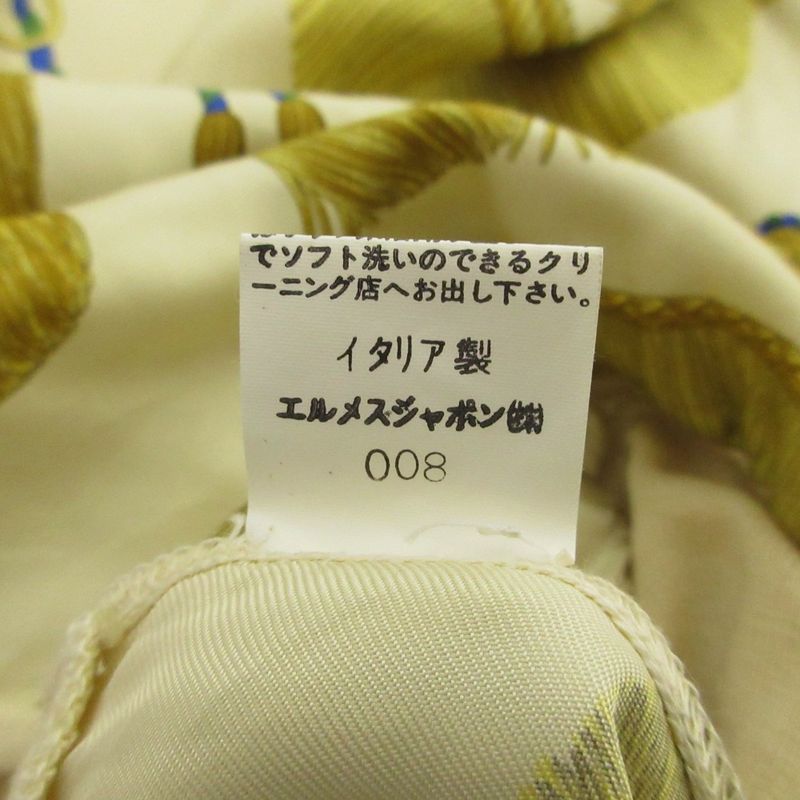 でソフト洗いのできるクリ
ーニング店へお出し下さい。
イタリア製
エルメスジャポン㈱
008